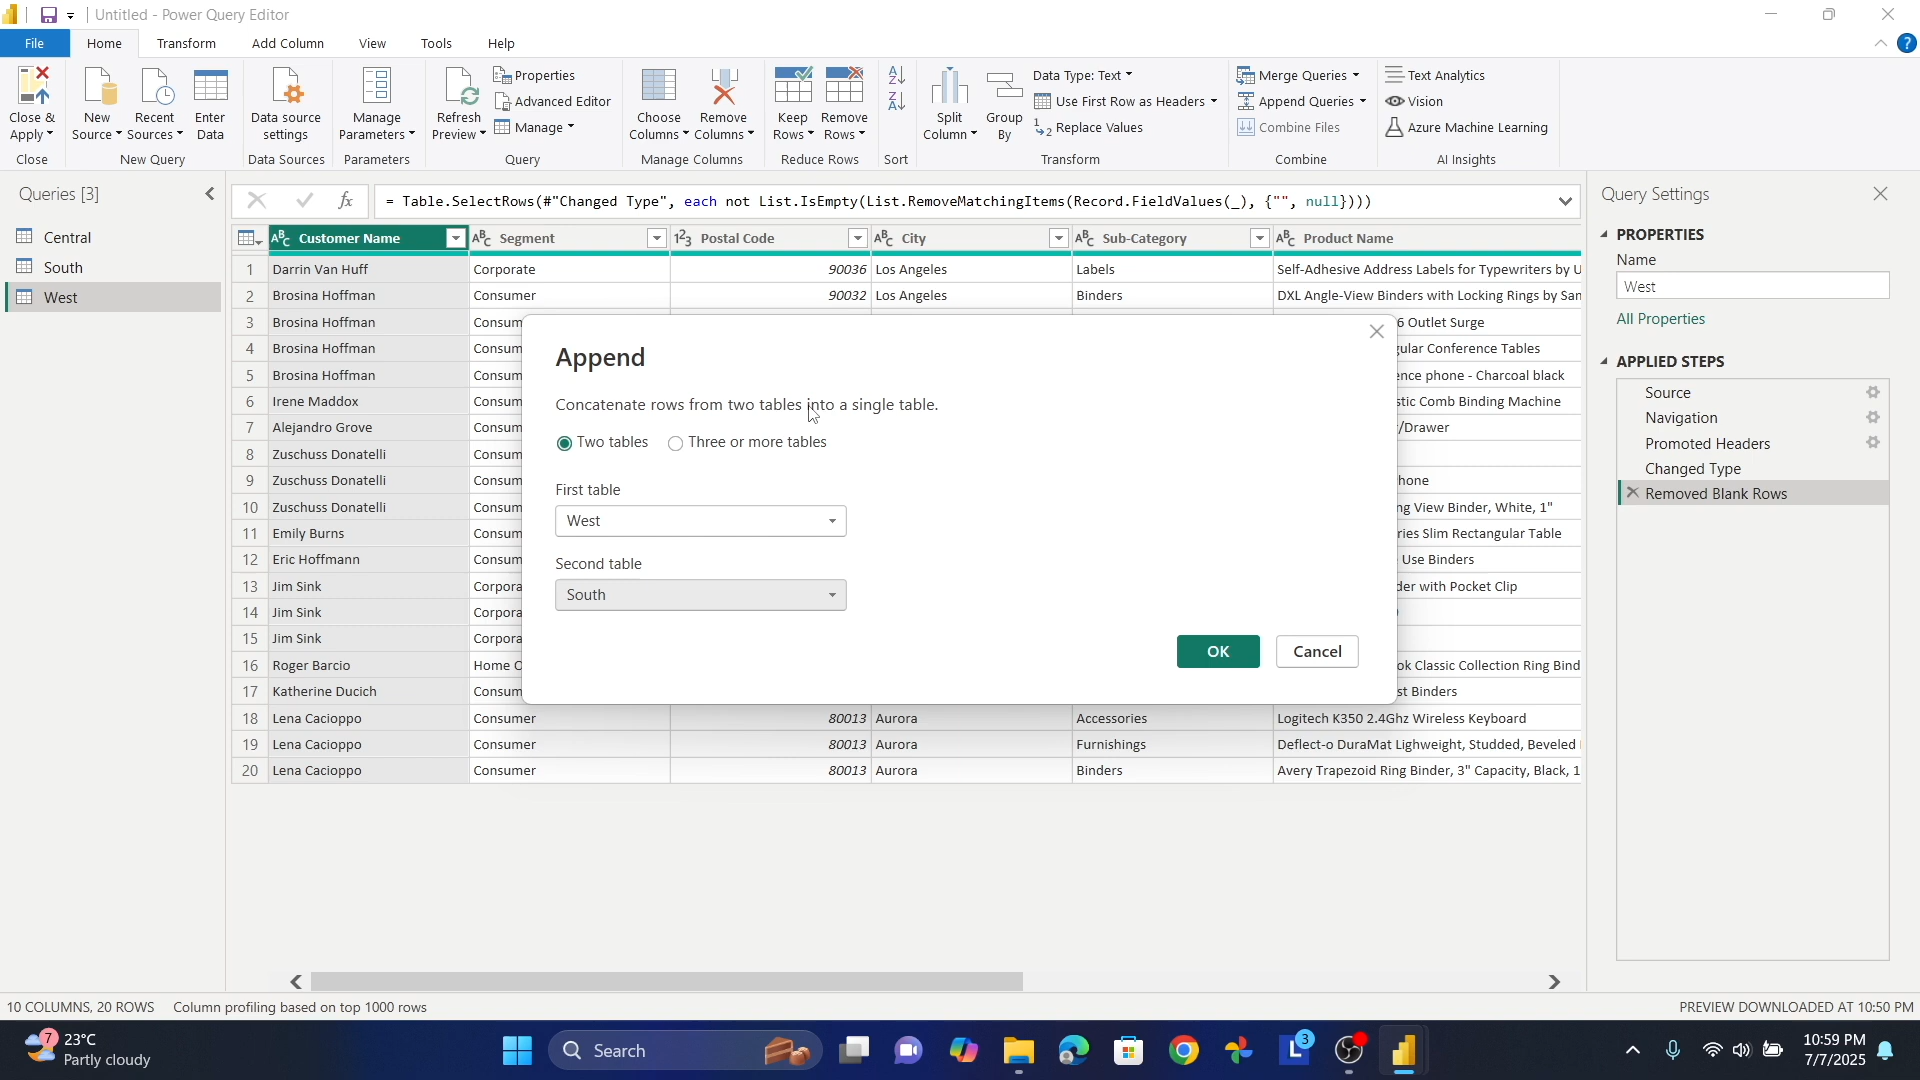 Untitled - Power Query Editor
File Home Transform Add Column View Tools Help
Close & Apply
Close
New Source
Recent Sources
Enter Data
New Query
Data source settings
Data Sources
Manage Parameters
Parameters
Refresh Preview
Properties
Advanced Editor
Manage
Query
Choose Columns
Remove Columns
Manage Columns
Keep Rows
Remove Rows
Reduce Rows
Sort
Split Column
Group By
Data Type: Text
Use First Row as Headers
Replace Values
Transform
Merge Queries
Append Queries
Combine Files
Combine
Text Analytics
Vision
Azure Machine Learning
AI Insights
Queries [3]
Central
South
West
= Table.SelectRows(#"Changed Type", each not List.IsEmpty(List.RemoveMatchingItems(Record.FieldValues(_), {"", null})))
Customer Name Segment Postal Code City Sub-Category Product Name
1 Darrin Van Huff Corporate 90036 Los Angeles Labels Self-Adhesive Address Labels for Typewriters by U
2 Brosina Hoffman Consumer 90032 Los Angeles Binders DXL Angle-View Binders with Locking Rings by San
3 Brosina Hoffman Consum 6 Outlet Surge
4 Brosina Hoffman Consum ular Conference Tables
5 Brosina Hoffman Consum ence phone - Charcoal black
6 Irene Maddox Consum stic Comb Binding Machine
7 Alejandro Grove Consum /Drawer
8 Zuschuss Donatelli Consum
9 Zuschuss Donatelli Consum hone
10 Zuschuss Donatelli Consum ng View Binder, White, 1"
11 Emily Burns Consum ries Slim Rectangular Table
12 Eric Hoffmann Consum Use Binders
13 Jim Sink Corpora der with Pocket Clip
14 Jim Sink Corpora
15 Jim Sink Corpora
16 Roger Barcio Home O ok Classic Collection Ring Bind
17 Katherine Ducich Consum st Binders
18 Lena Cacioppo Consumer 80013 Aurora Accessories Logitech K350 2.4Ghz Wireless Keyboard
19 Lena Cacioppo Consumer 80013 Aurora Furnishings Deflect-o DuraMat Lighweight, Studded, Beveled
20 Lena Cacioppo Consumer 80013 Aurora Binders Avery Trapezoid Ring Binder, 3" Capacity, Black, 1
Append
Concatenate rows from two tables into a single table.
Two tables Three or more tables
First table
West
Second table
South
OK Cancel
Query Settings
PROPERTIES
Name
West
All Properties
APPLIED STEPS
Source
Navigation
Promoted Headers
Changed Type
Removed Blank Rows
10 COLUMNS, 20 ROWS Column profiling based on top 1000 rows
PREVIEW DOWNLOADED AT 10:50 PM
7 23°C
Partly cloudy
Search
3
10:59 PM
7/7/2025